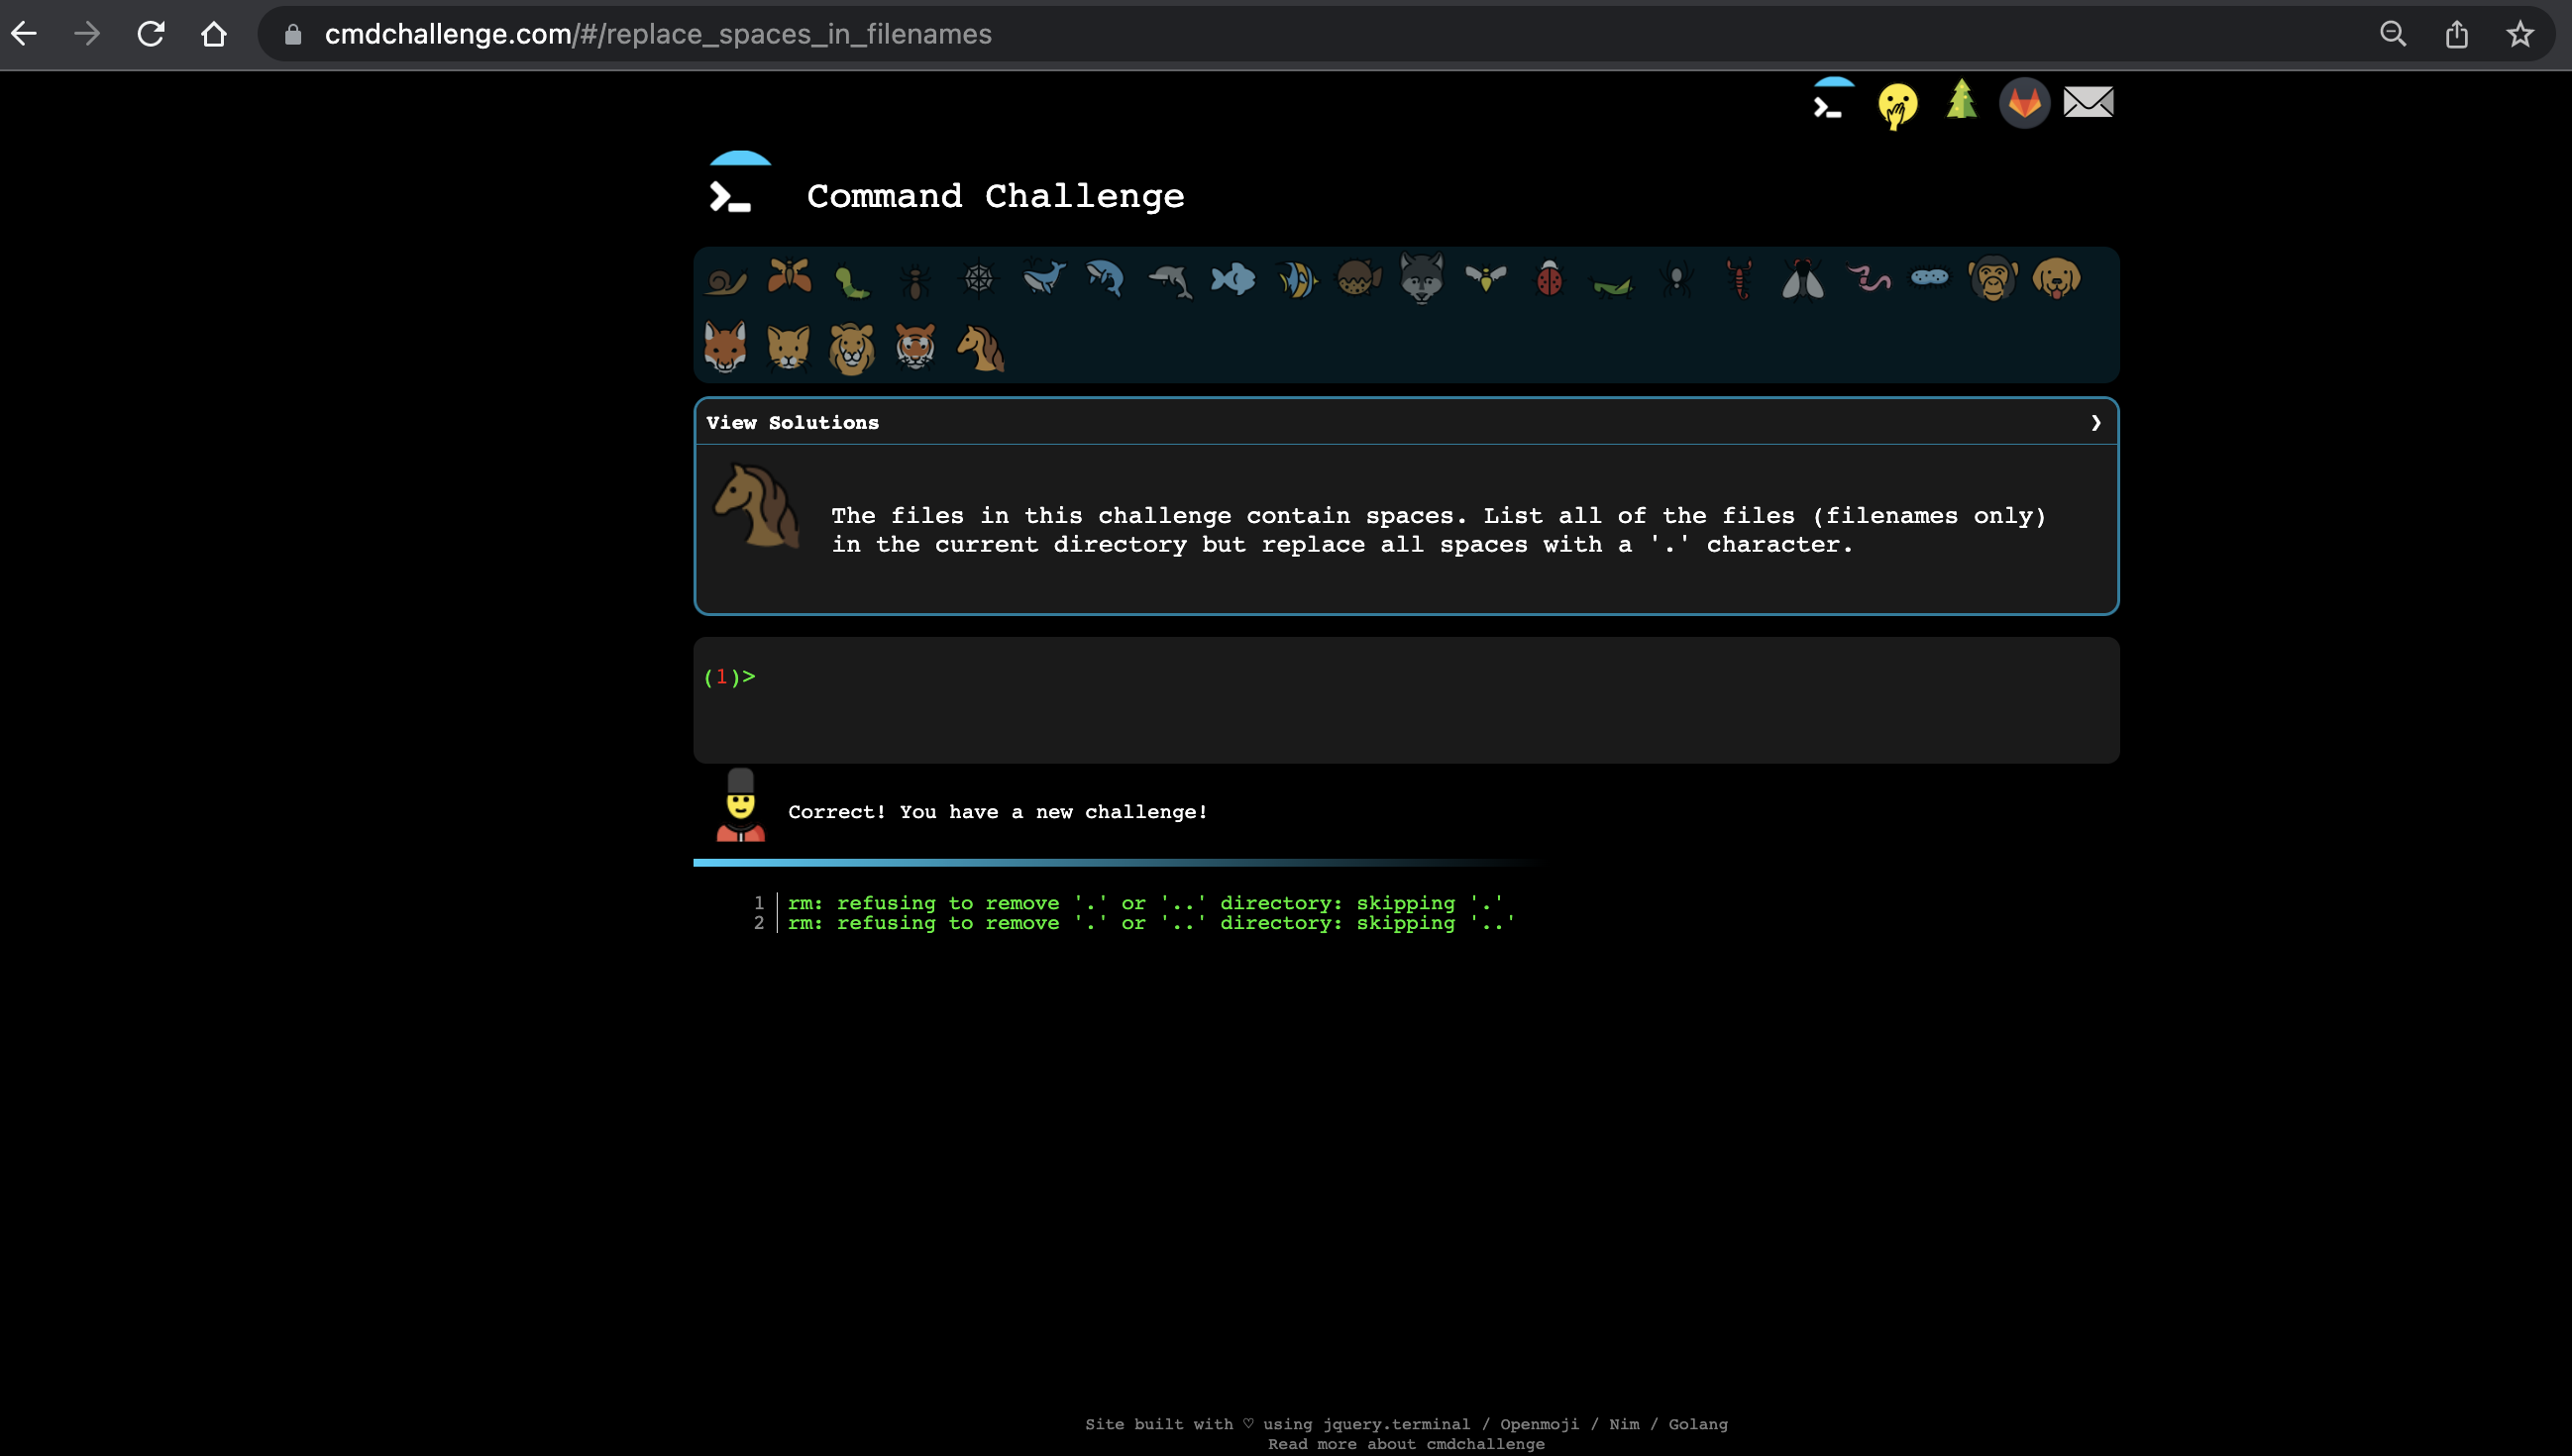 cmdchallenge.com/#/replace_spaces_in_filenames
Command Challenge
View Solutions
The files in this challenge contain spaces. List all of the files (filenames only)
in the current directory but replace all spaces with a '.' character.
(1)>
Correct! You have a new challenge!
1 rm: refusing to remove '.' or '..' directory: skipping '.'
2 rm: refusing to remove '.' or '..' directory: skipping '..'
Site built with ♡ using jquery.terminal / Openmoji / Nim / Golang
Read more about cmdchallenge